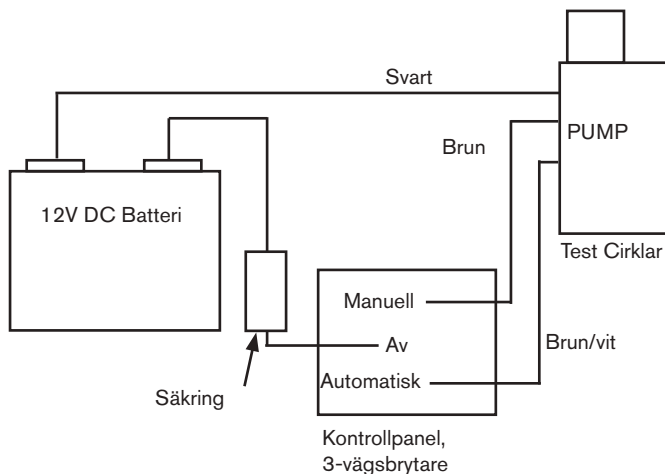 Svart
Brun
PUMP
12V DC Batteri
Test Cirklar
Manuell
Av
Brun/vit
Automatisk
Säkring
Kontrollpanel,
3-vägsbrytare